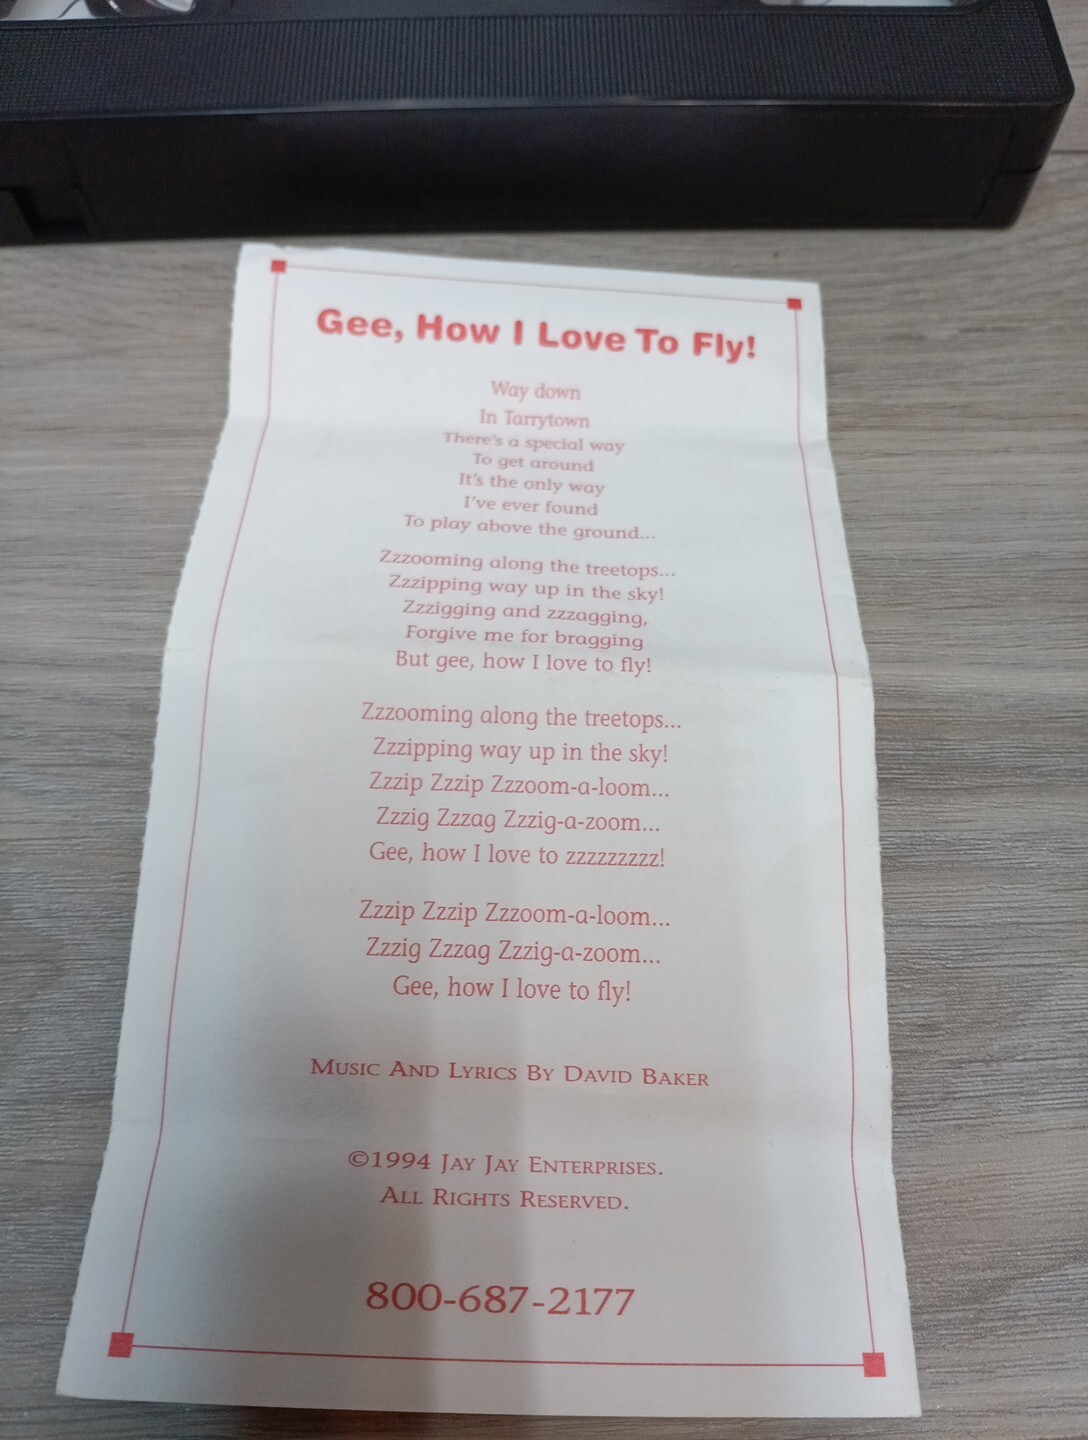 Gee, How I Love To Fly!
Way down
In Tarrytown
There's a special way
To get around
It's the only way
I've ever found
To play above the ground...
Zzzooming along the treetops...
Zzzipping way up in the sky!
Zzzigging and zzzagging,
Forgive me for bragging
But gee, how I love to fly!
Zzzooming along the treetops...
Zzzipping way up in the sky!
Zzzip Zzzip Zzzoom-a-loom...
Zzzig Zzzag Zzzig-a-zoom...
Gee, how I love to zzzzzzzzz!
Zzzip Zzzip Zzzoom-a-loom...
Zzzig Zzzag Zzzig-a-zoom...
Gee, how I love to fly!
Music And Lyrics By David Baker
©1994 Jay Jay Enterprises.
All Rights Reserved.
800-687-2177